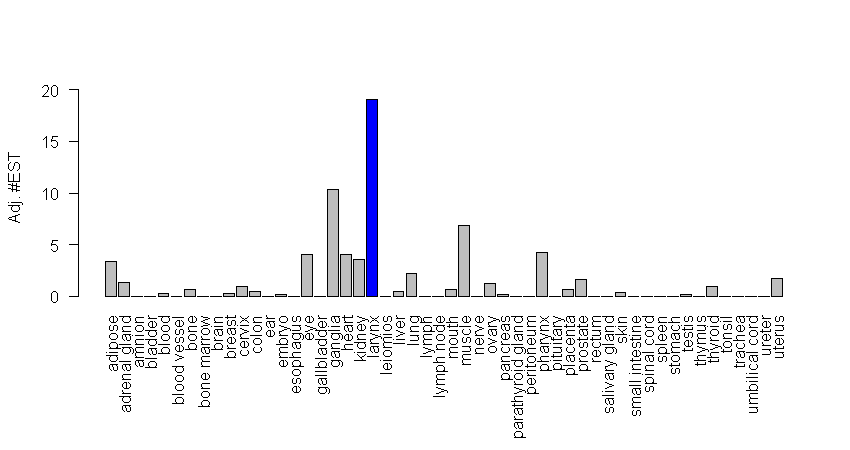 Adj. #EST
20
15
10
5
0
adipose
adrenal gland
amnion
bladder
blood
blood vessel
bone
bone marrow
brain
breast
cervix
colon
ear
embryo
esophagus
eye
gallbladder
ganglia
heart
kidney
larynx
leiomios
liver
lung
lymph
lymph node
mouth
muscle
nerve
ovary
pancreas
parathyroid gland
peritoneum
pharynx
pituitary
placenta
prostate
rectum
salivary gland
skin
small intestine
spinal cord
spleen
stomach
testis
thymus
thyroid
tonsil
trachea
umbilical cord
ureter
uterus